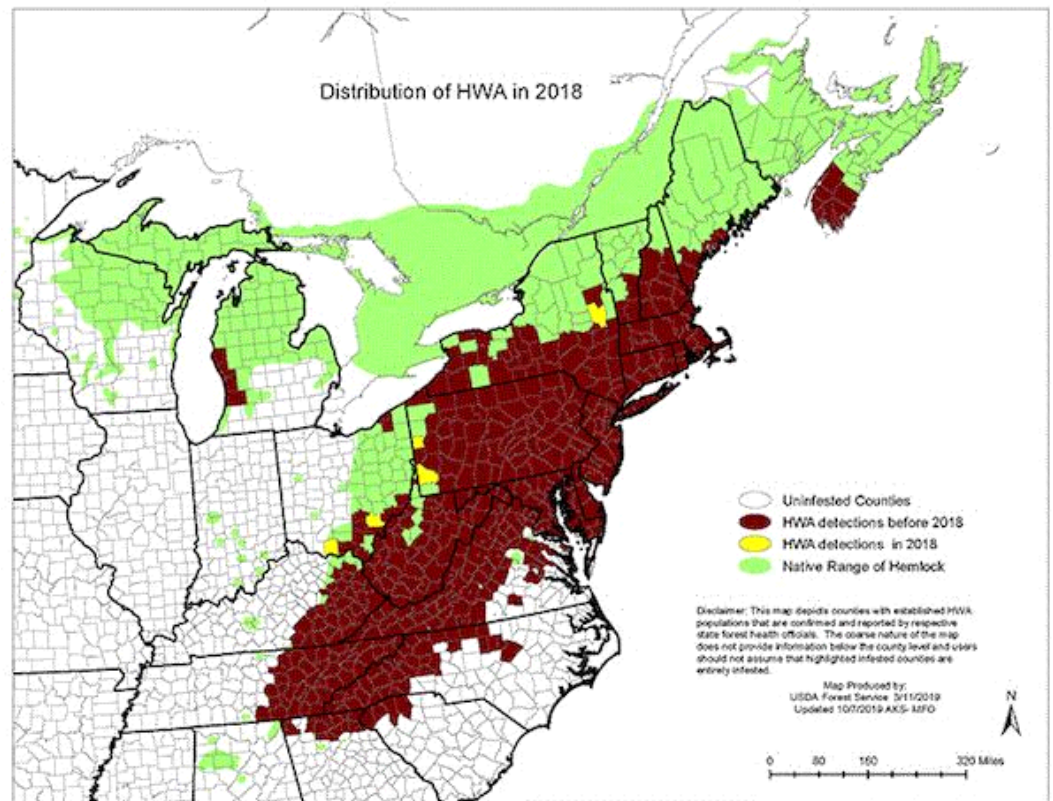 Distribution of HWA in 2018
Uninfested Counties
HWA detections before 2018
HWA detections in 2018
Native Range of Hemlock
Disclaimer: This map depicts counties with established HWA
populations that are confirmed and reported by respective
state forest health officials. The coarse nature of the map
does not provide information below the county level and users
should not assume that highlighted infested counties are
entirely infested.
Map Produced by:
USDA Forest Service 3/11/2019
Updated 10/7/2019 AKS- MFO
N
0 80 160 320 Miles